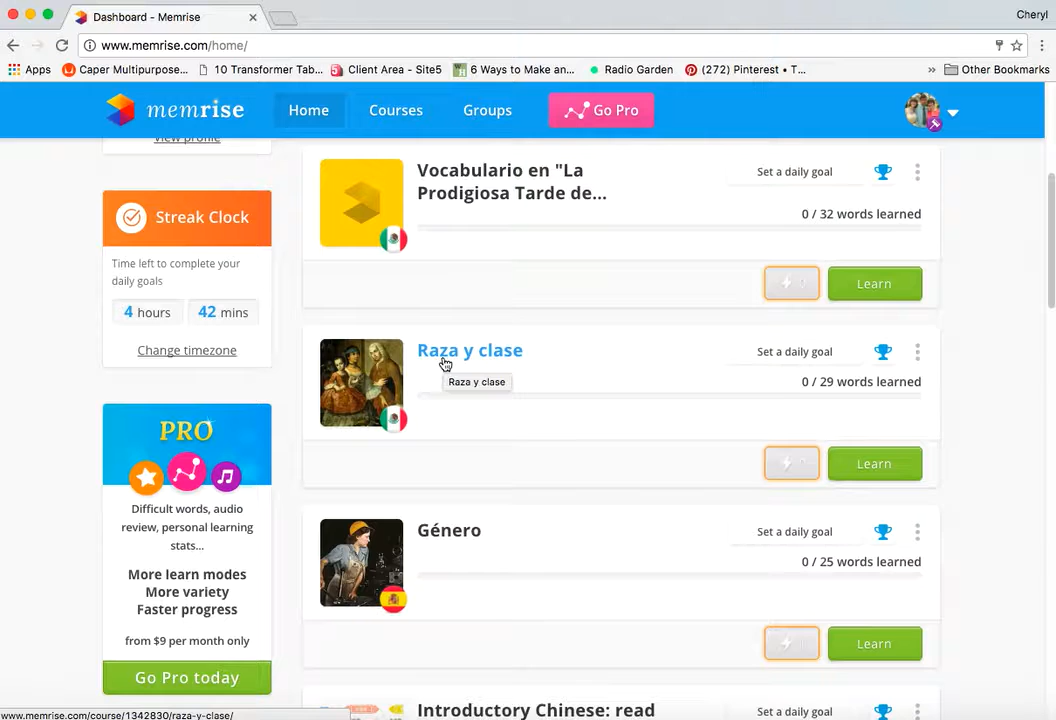 Dashboard - Memrise
Cheryl
www.memrise.com/home/
Apps
Caper Multipurpose...
10 Transformer Tab...
Client Area - Site5
6 Ways to Make an...
Radio Garden
(272) Pinterest • T...
»
Other Bookmarks
memrise
Home
Courses
Groups
Go Pro
View profile
Streak Clock
Time left to complete your
daily goals
4 hours
42 mins
Change timezone
PRO
Difficult words, audio
review, personal learning
stats...
More learn modes
More variety
Faster progress
from $9 per month only
Go Pro today
Vocabulario en "La
Prodigiosa Tarde de...
Set a daily goal
0 / 32 words learned
0
Learn
Raza y clase
Raza y clase
Set a daily goal
0 / 29 words learned
Learn
Género
Set a daily goal
0 / 25 words learned
Learn
Introductory Chinese: read
Set a daily goal
www.memrise.com/course/1342830/raza-y-clase/